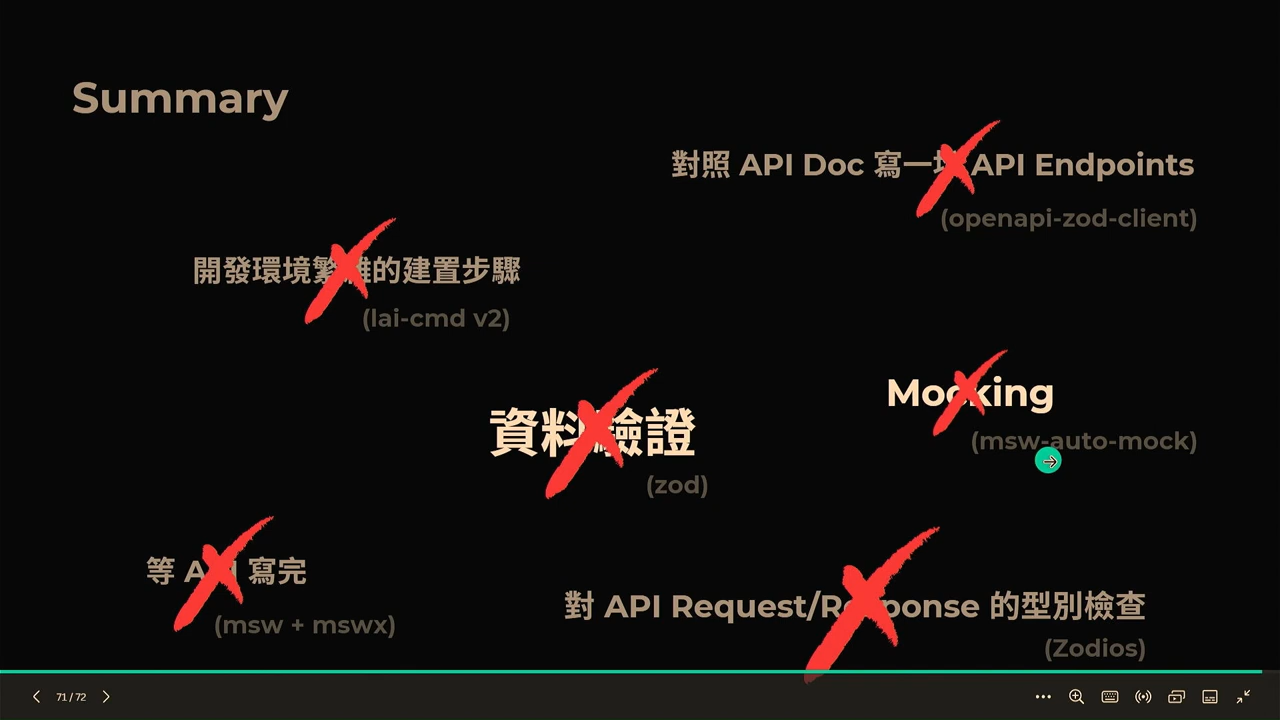 Summary
對照 API Doc 寫一堆 API Endpoints
(openapi-zod-client)
開發環境繁雜的建置步驟
(lai-cmd v2)
Mocking
(msw-auto-mock)
資料驗證
(zod)
等 API 寫完
(msw + mswx)
對 API Request/Response 的型別檢查
(Zodios)
71 / 72